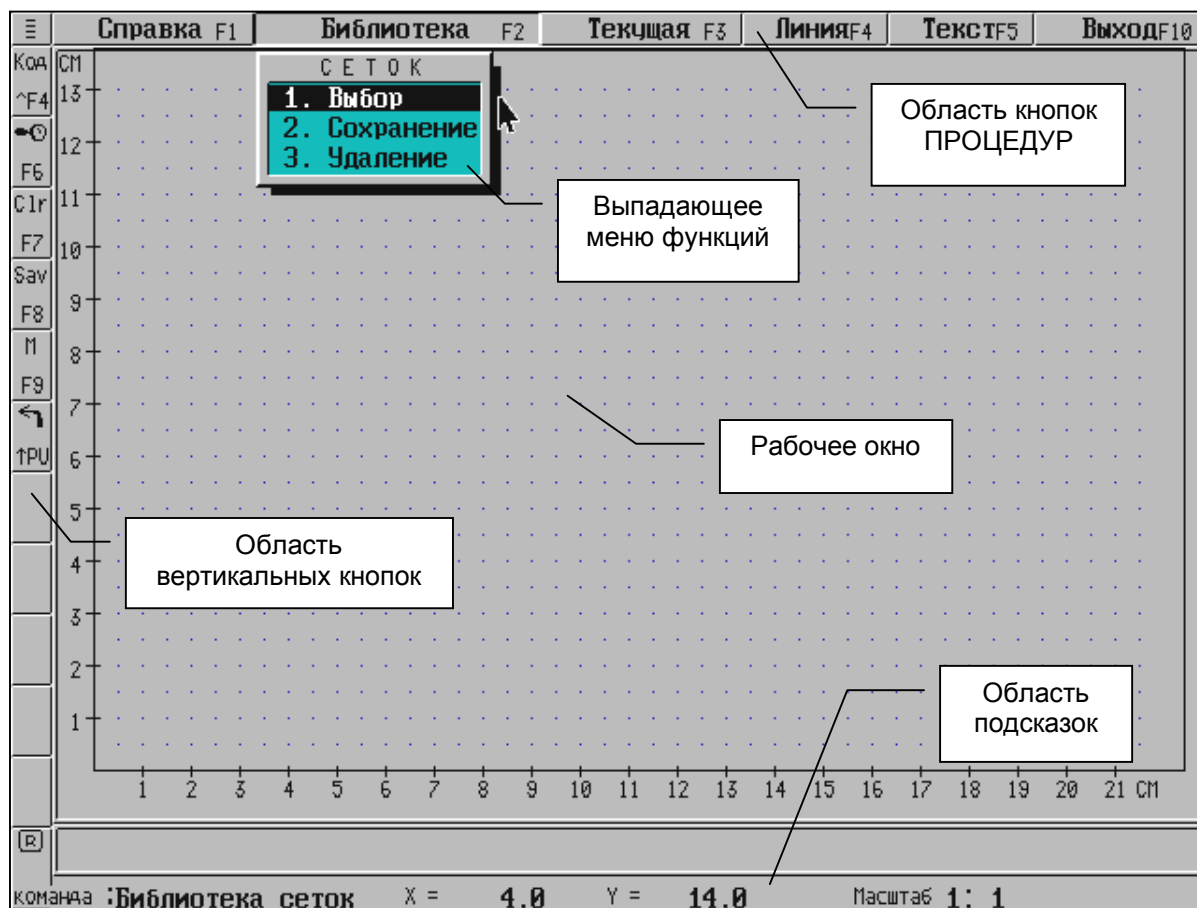 ≡ Справка F1 Библиотека F2 Текущая F3 ЛинияF4 ТекстF5 ВыходF10
Код
^F4
F6
Clr
F7
Sav
F8
M
F9
↑PU
СМ
13
12
11
10
9
8
7
6
5
4
3
2
1
С Е Т О К
1. Выбор
2. Сохранение
3. Удаление
Область кнопок
ПРОЦЕДУР
Выпадающее
меню функций
Рабочее окно
Область
вертикальных кнопок
Область
подсказок
1 2 3 4 5 6 7 8 9 10 11 12 13 14 15 16 17 18 19 20 21 СМ
R
команда :Библиотека сеток X = 4.0 Y = 14.0 Масштаб 1: 1